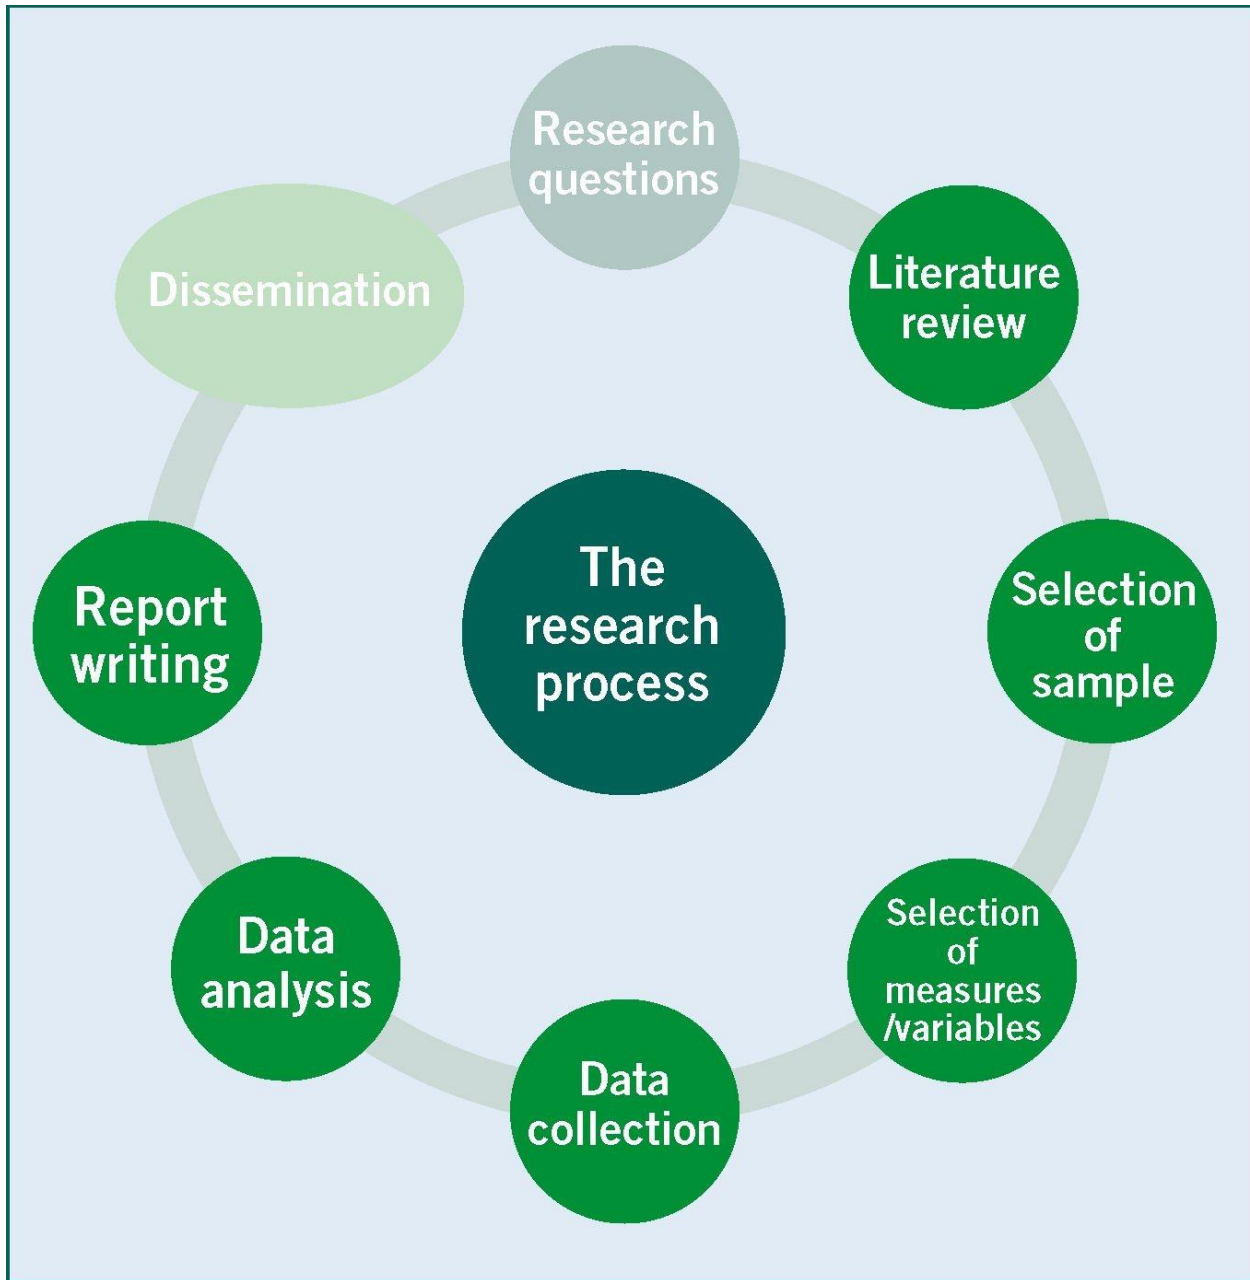 Research
questions
Literature
review
Selection
of
sample
Selection
of
measures
/variables
Data
collection
Data
analysis
Report
writing
Dissemination
The
research
process